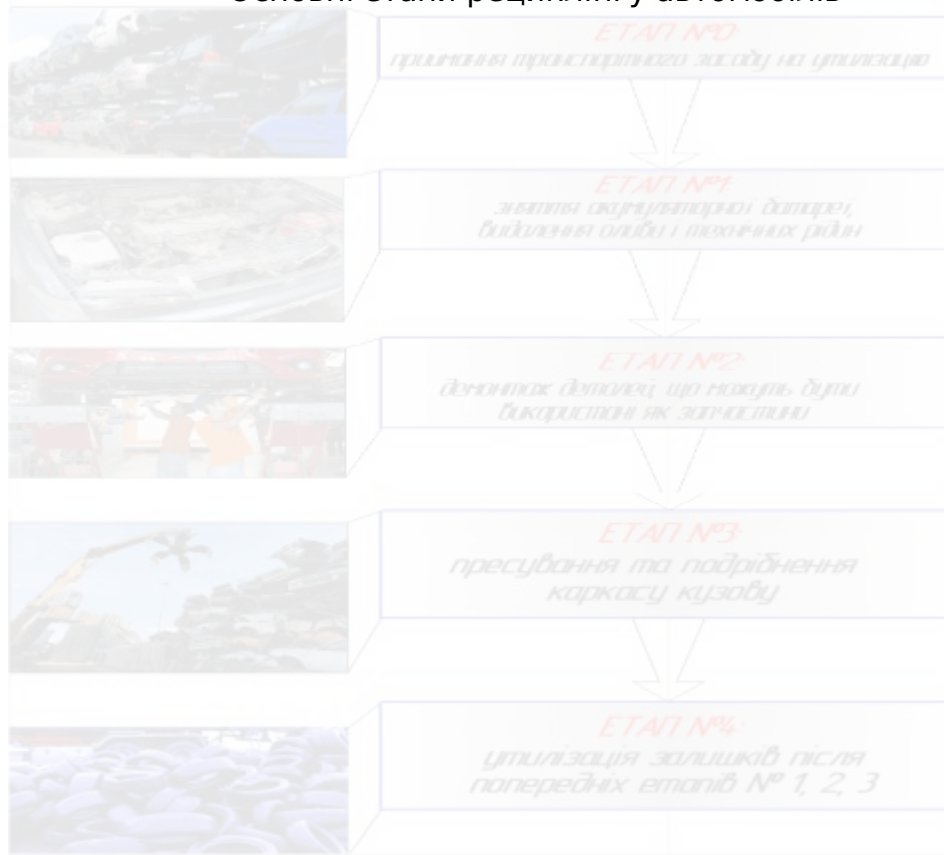 Основні етапи рециклінгу автомобілів
ЕТАП №0:
приймання транспортного засобу на утилізацію
ЕТАП №1:
зняття акумуляторної батареї,
видалення оливи і технічних рідин
ЕТАП №2:
демонтаж деталей, що можуть бути
використані як запчастини
ЕТАП №3:
пресування та подрібнення
каркасу кузову
ЕТАП №4:
утилізація залишків після
попередніх етапів № 1, 2, 3